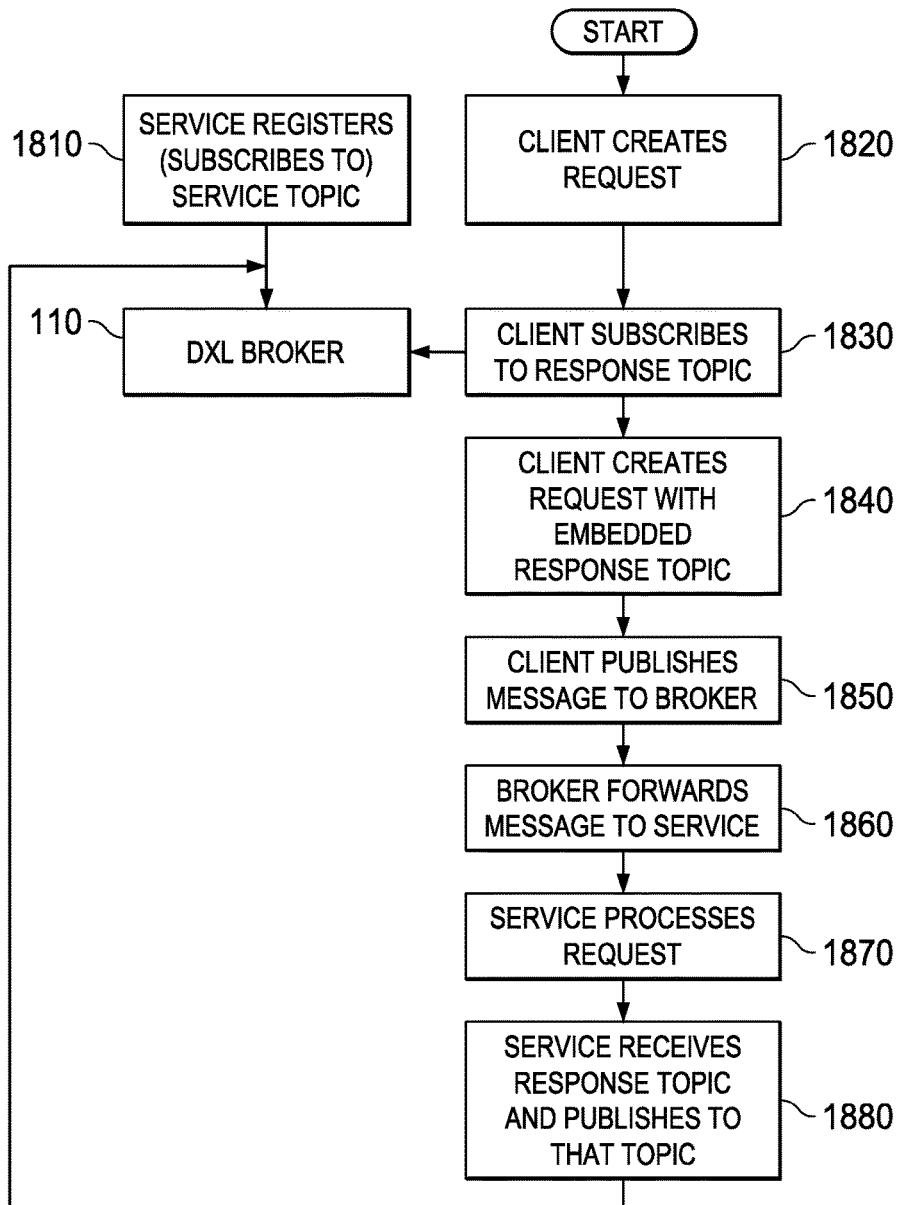 START
1810
SERVICE REGISTERS
(SUBSCRIBES TO)
SERVICE TOPIC
CLIENT CREATES
REQUEST
1820
110
DXL BROKER
CLIENT SUBSCRIBES
TO RESPONSE TOPIC
1830
CLIENT CREATES
REQUEST WITH
EMBEDDED
RESPONSE TOPIC
1840
CLIENT PUBLISHES
MESSAGE TO BROKER
1850
BROKER FORWARDS
MESSAGE TO SERVICE
1860
SERVICE PROCESSES
REQUEST
1870
SERVICE RECEIVES
RESPONSE TOPIC
AND PUBLISHES TO
THAT TOPIC
1880